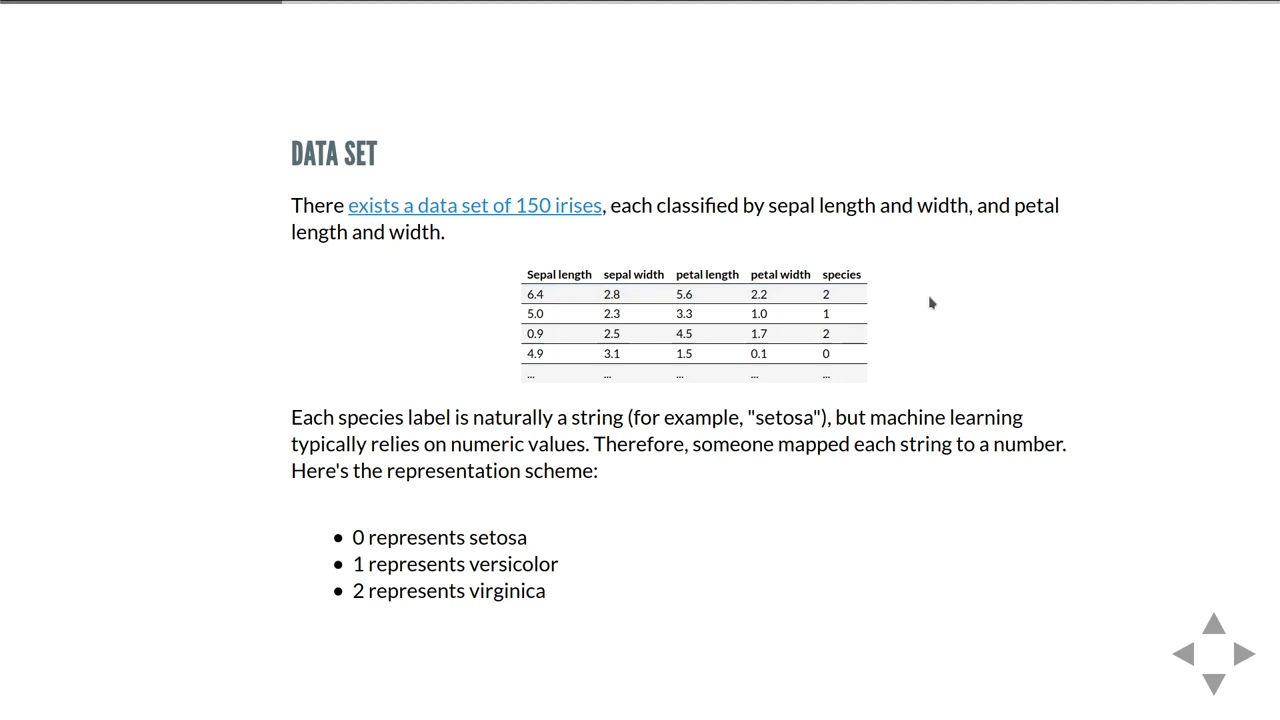 DATA SET
There exists a data set of 150 irises, each classified by sepal length and width, and petal
length and width.
Sepal length sepal width petal length petal width species
6.4 2.8 5.6 2.2 2
5.0 2.3 3.3 1.0 1
0.9 2.5 4.5 1.7 2
4.9 3.1 1.5 0.1 0
... ... ... ... ...
Each species label is naturally a string (for example, "setosa"), but machine learning
typically relies on numeric values. Therefore, someone mapped each string to a number.
Here's the representation scheme:
• 0 represents setosa
• 1 represents versicolor
• 2 represents virginica